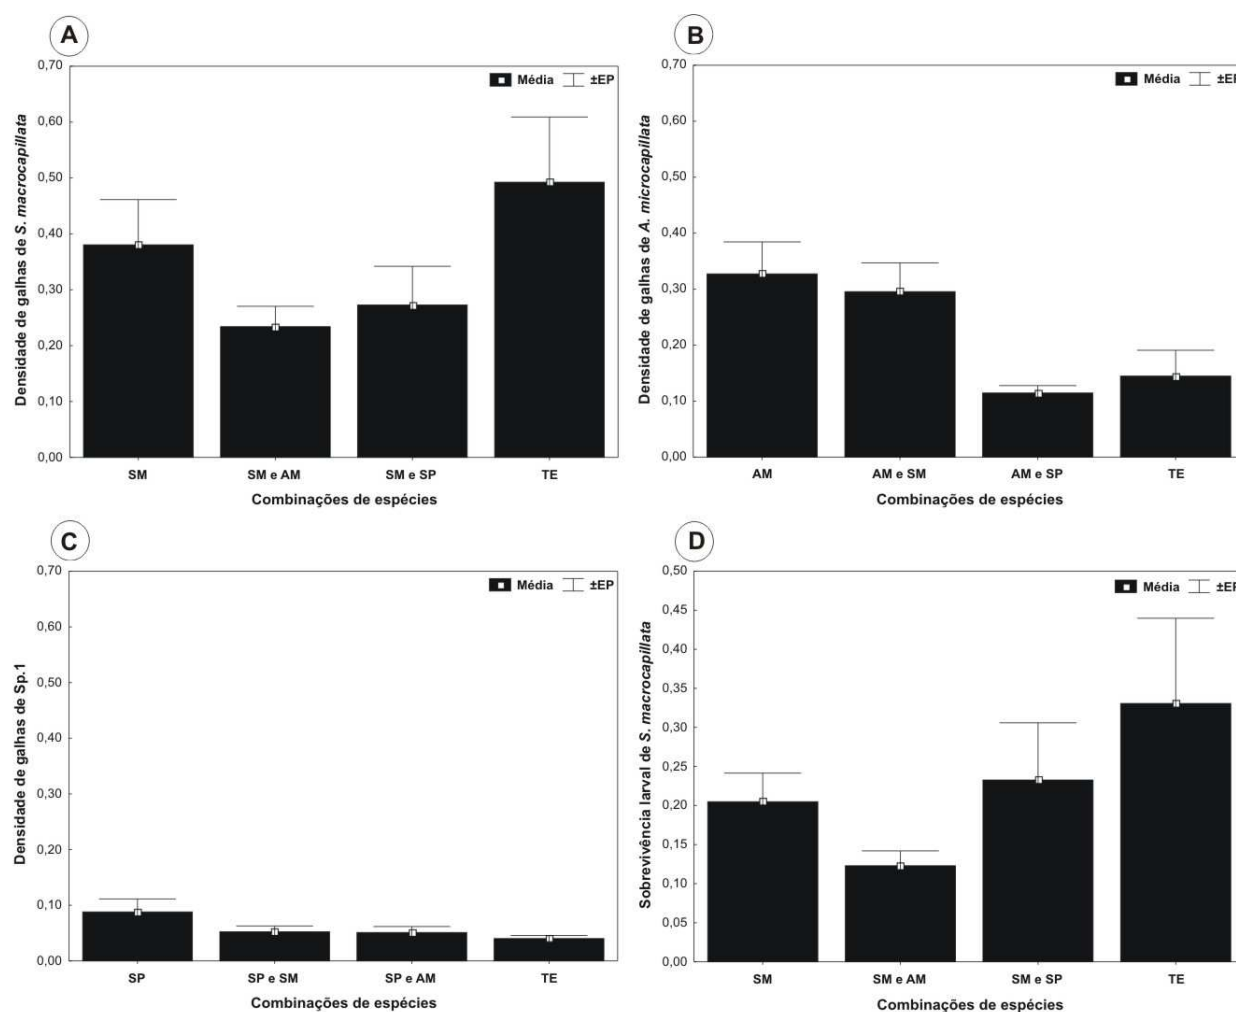 A
Média ±EP
0,70
0,60
0,50
0,40
0,30
0,20
0,10
0,00
Densidade de galhas de S. macrocapillata
SM
SM e AM
SM e SP
TE
Combinações de espécies
B
Média ±EP
0,70
0,60
0,50
0,40
0,30
0,20
0,10
0,00
Densidade de galhas de A. microcapillata
AM
AM e SM
AM e SP
TE
Combinações de espécies
C
Média ±EP
0,70
0,60
0,50
0,40
0,30
0,20
0,10
0,00
Densidade de galhas de Sp.1
SP
SP e SM
SP e AM
TE
Combinações de espécies
D
Média ±EP
0,50
0,45
0,40
0,35
0,30
0,25
0,20
0,15
0,10
0,05
0,00
Sobrevivência larval de S. macrocapillata
SM
SM e AM
SM e SP
TE
Combinações de espécies